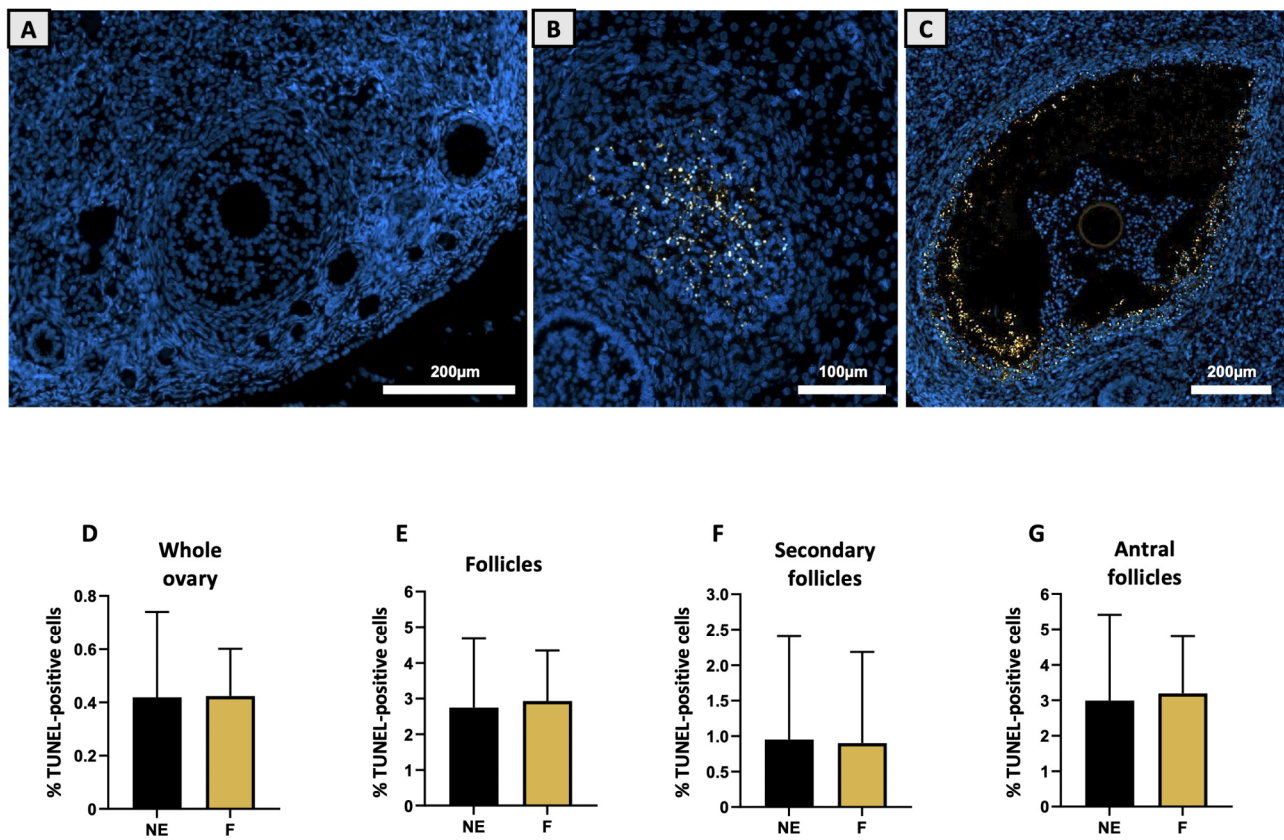 A
B
C
200µm
100µm
200µm
D
Whole
ovary
% TUNEL-positive cells
0.8
0.6
0.4
0.2
0
NE
F
E
Follicles
% TUNEL-positive cells
6
5
4
3
2
1
0
NE
F
F
Secondary
follicles
% TUNEL-positive cells
3.0
2.5
2.0
1.5
1.0
0.5
0
NE
F
G
Antral
follicles
% TUNEL-positive cells
6
5
4
3
2
1
0
NE
F